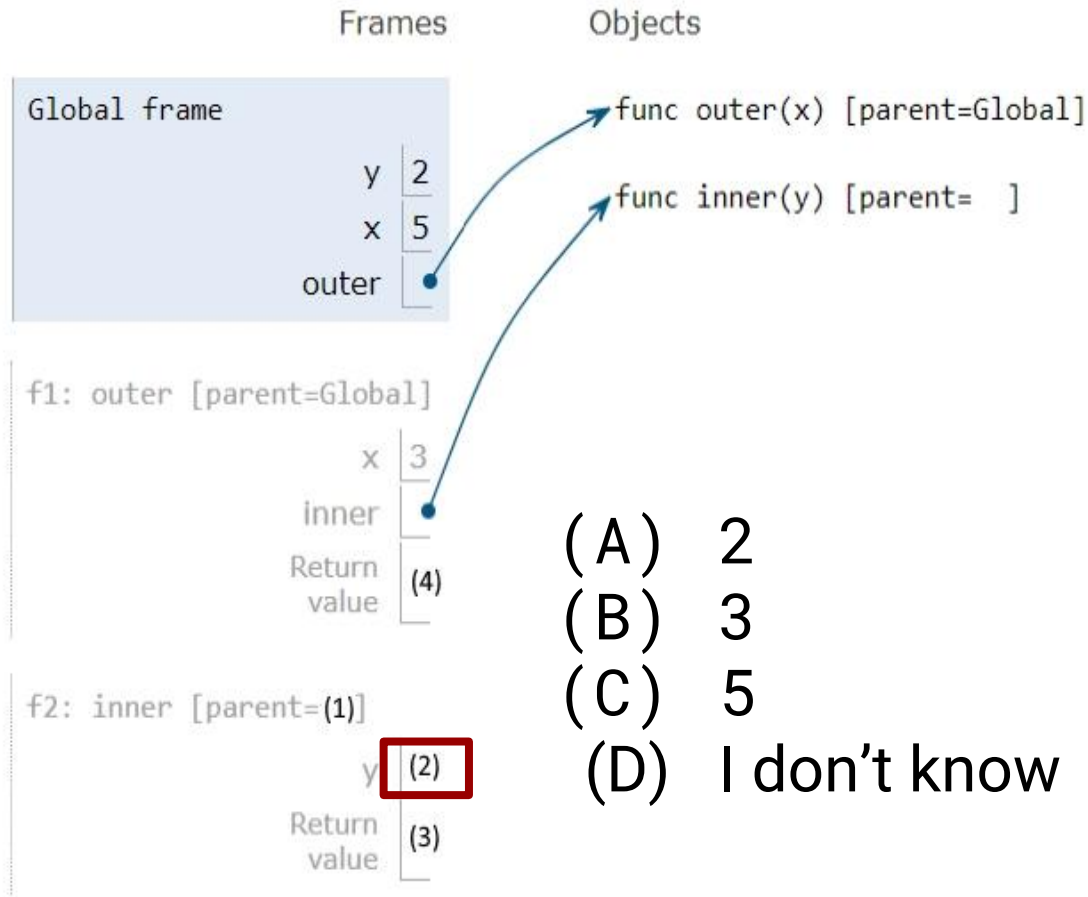 Frames Objects
Global frame
y 2
x 5
outer
func outer(x) [parent=Global]
func inner(y) [parent= ]
f1: outer [parent=Global]
x 3
inner
Return
value (4)
f2: inner [parent=(1)]
y (2)
Return
value (3)
(A) 2
(B) 3
(C) 5
(D) I don’t know